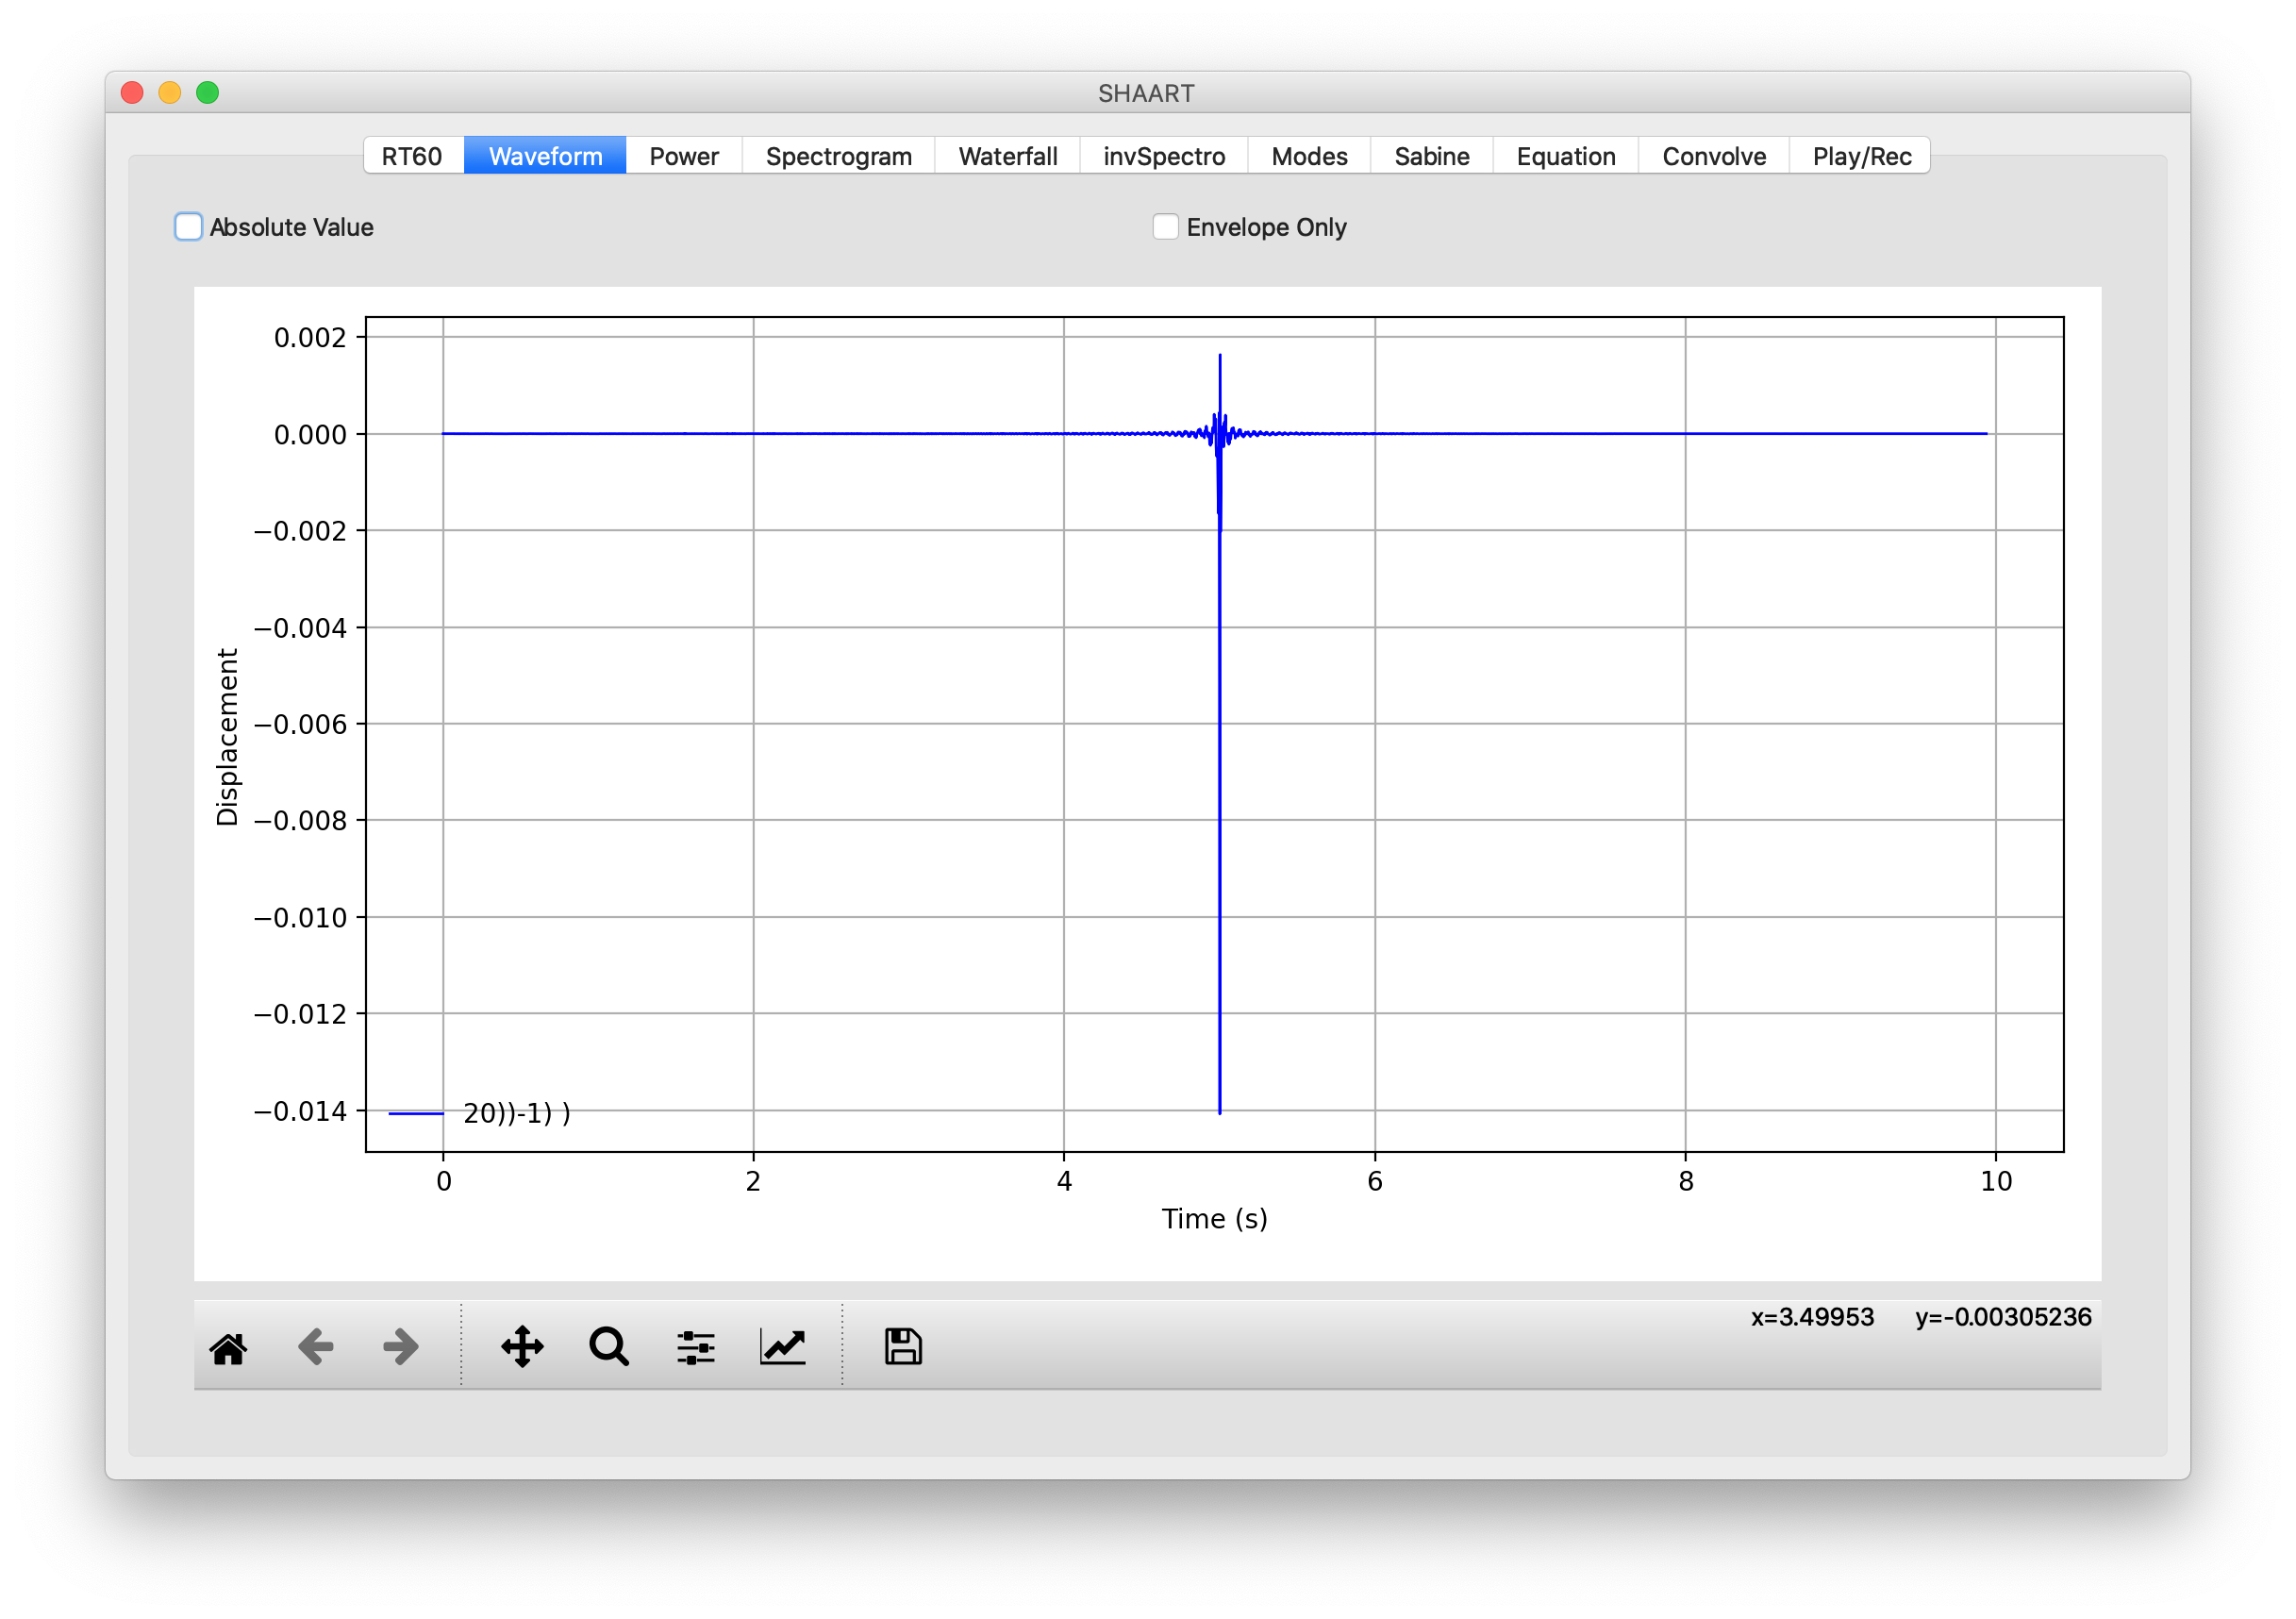 SHAART
RT60 Waveform Power Spectrogram Waterfall invSpectro Modes Sabine Equation Convolve Play/Rec
Absolute Value Envelope Only
0.002
0.000
−0.002
−0.004
−0.006
−0.008
−0.010
−0.012
−0.014
Displacement
20))-1) )
0 2 4 6 8 10
Time (s)
x=3.49953 y=-0.00305236